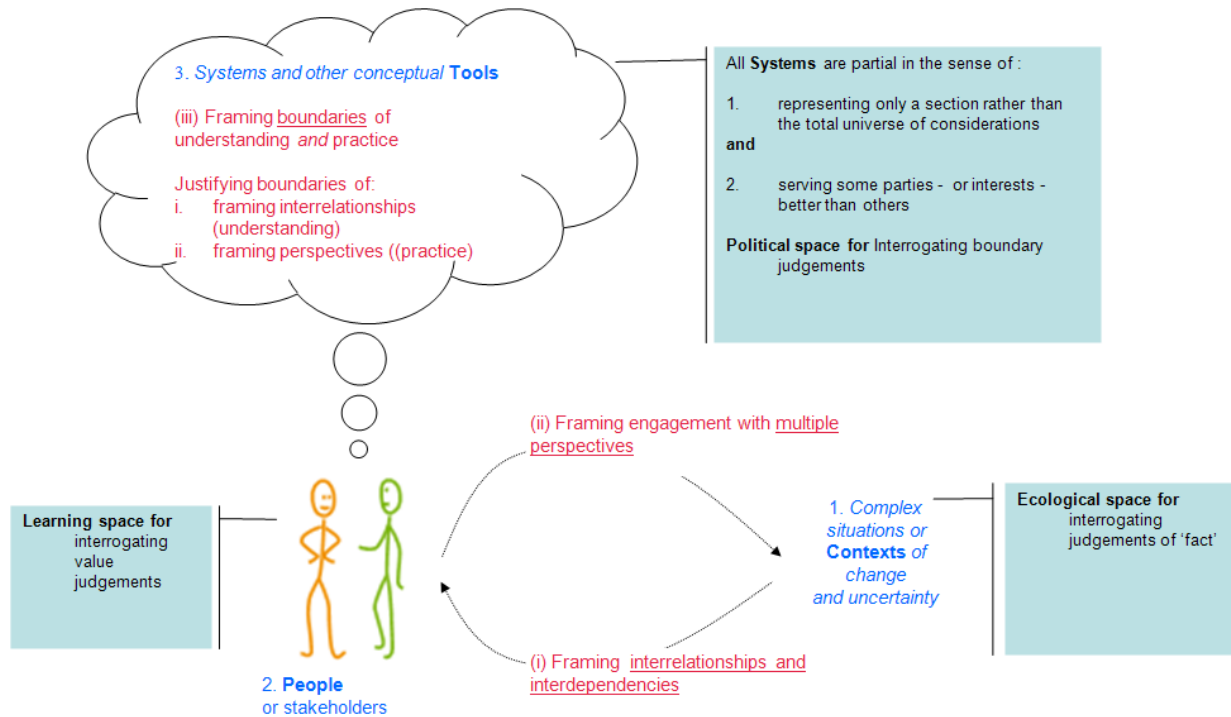 3. Systems and other conceptual Tools
(iii) Framing boundaries of
understanding and practice
Justifying boundaries of:
i. framing interrelationships
(understanding)
ii. framing perspectives ((practice)
All Systems are partial in the sense of :
1. representing only a section rather than
the total universe of considerations
and
2. serving some parties - or interests -
better than others
Political space for Interrogating boundary
judgements
(ii) Framing engagement with multiple
perspectives
Learning space for
interrogating
value
judgements
1. Complex
situations or
Contexts of
change
and uncertainty
Ecological space for
interrogating
judgements of ‘fact’
(i) Framing interrelationships and
interdependencies
2. People
or stakeholders